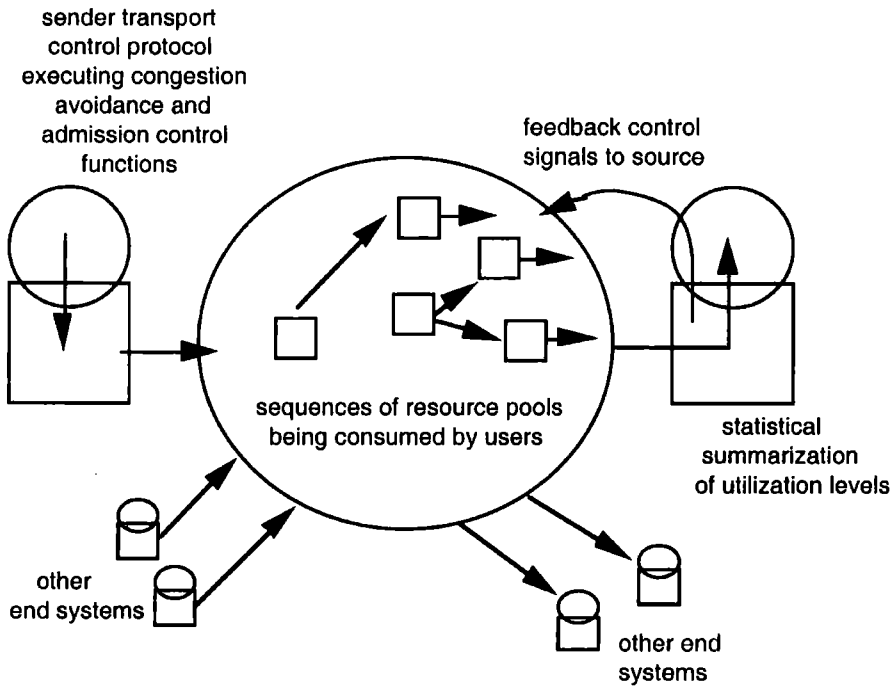 sender transport
control protocol
executing congestion
avoidance and
admission control
functions
feedback control
signals to source
sequences of resource pools
being consumed by users
statistical
summarization
of utilization levels
other
end systems
other end
systems